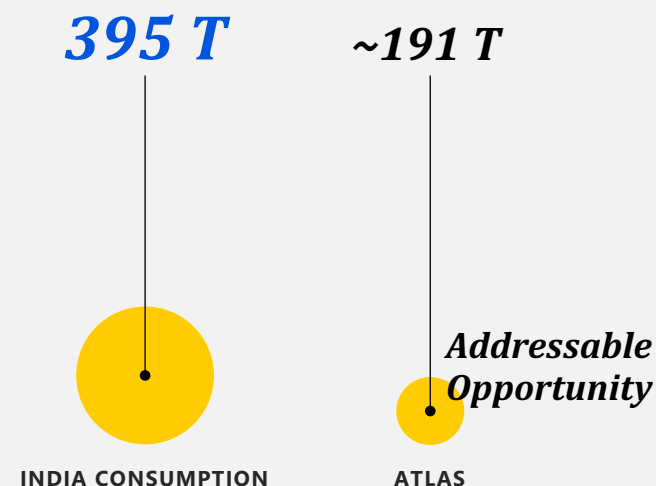 395 T
~191 T
Addressable
Opportunity
INDIA CONSUMPTION
ATLAS